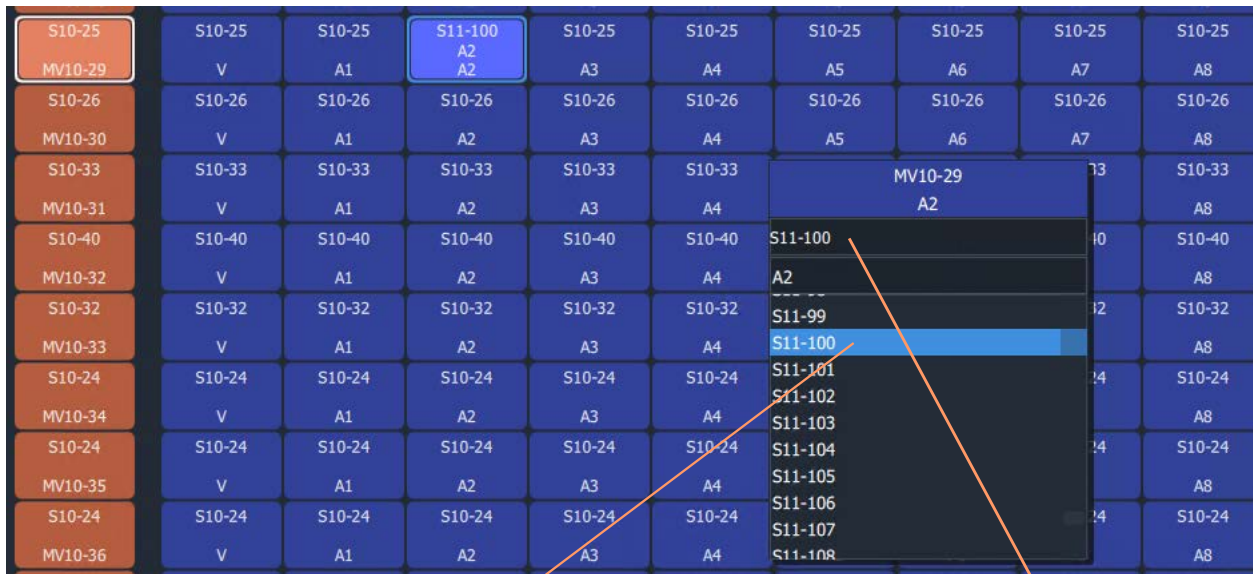 S10-25 S10-25 S10-25 S11-100 S10-25 S10-25 S10-25 S10-25 S10-25 S10-25
A2
MV10-29 V A1 A2 A3 A4 A5 A6 A7 A8
S10-26 S10-26 S10-26 S10-26 S10-26 S10-26 S10-26 S10-26 S10-26 S10-26
MV10-30 V A1 A2 A3 A4 A5 A6 A7 A8
S10-33 S10-33 S10-33 S10-33 S10-33 S10-33 33 S10-33
MV10-31 V A1 A2 A3 A4 A8
S10-40 S10-40 S10-40 S10-40 S10-40 S10-40 40 S10-40
MV10-32 V A1 A2 A3 A4 A8
S10-32 S10-32 S10-32 S10-32 S10-32 S10-32 32 S10-32
MV10-33 V A1 A2 A3 A4 A8
S10-24 S10-24 S10-24 S10-24 S10-24 S10-24 24 S10-24
MV10-34 V A1 A2 A3 A4 A8
S10-24 S10-24 S10-24 S10-24 S10-24 S10-24 24 S10-24
MV10-35 V A1 A2 A3 A4 A8
S10-24 S10-24 S10-24 S10-24 S10-24 S10-24 24 S10-24
MV10-36 V A1 A2 A3 A4 A8
MV10-29
A2
S11-100
A2
S11-99
S11-100
S11-101
S11-102
S11-103
S11-104
S11-105
S11-106
S11-107
S11-108